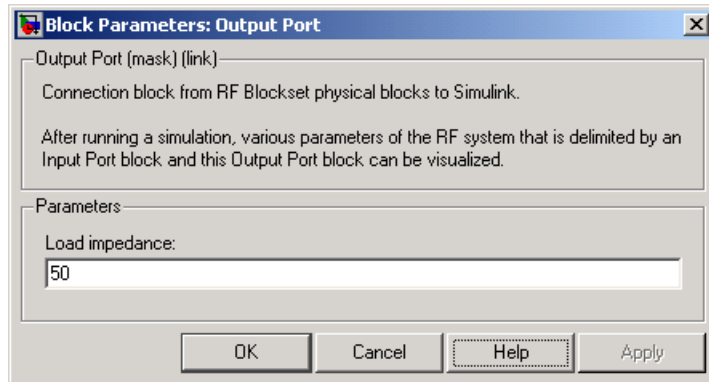 Block Parameters: Output Port
Output Port (mask) (link)
Connection block from RF Blockset physical blocks to Simulink.
After running a simulation, various parameters of the RF system that is delimited by an
Input Port block and this Output Port block can be visualized.
Parameters
Load impedance:
50
OK Cancel Help Apply